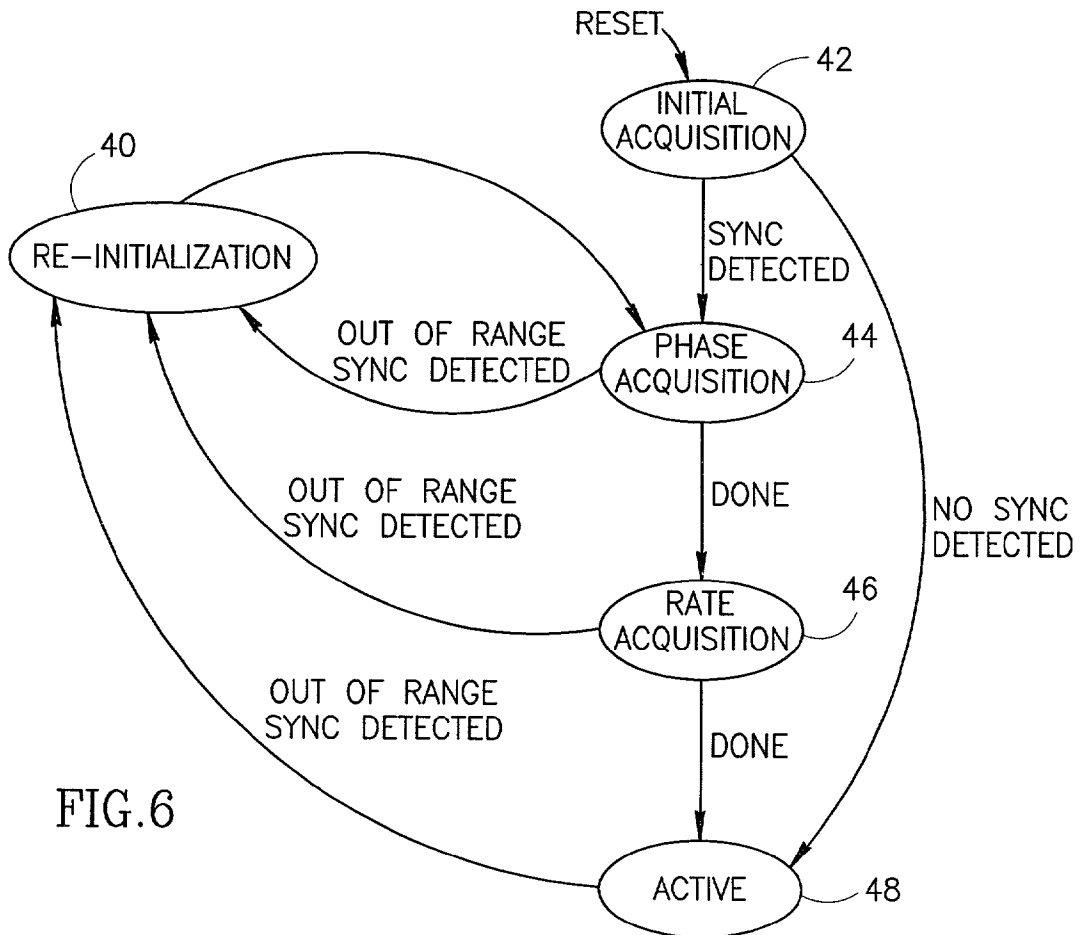 RESET
42
INITIAL
ACQUISITION
40
RE-INITIALIZATION
SYNC
DETECTED
OUT OF RANGE
SYNC DETECTED
PHASE
ACQUISITION
44
OUT OF RANGE
SYNC DETECTED
DONE
NO SYNC
DETECTED
RATE
ACQUISITION
46
OUT OF RANGE
SYNC DETECTED
DONE
FIG.6
ACTIVE
48